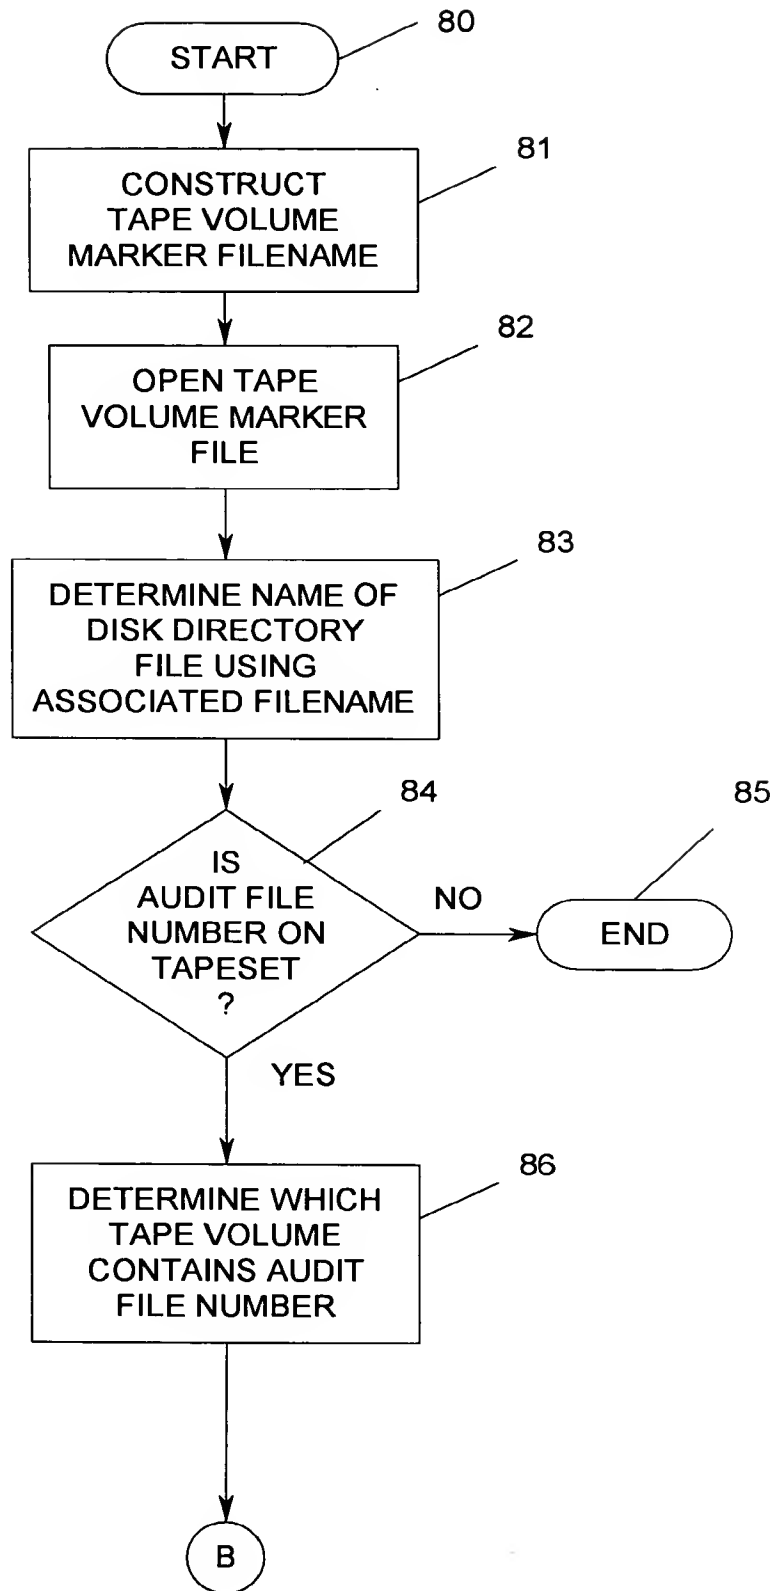 80
START
81
CONSTRUCT
TAPE VOLUME
MARKER FILENAME
82
OPEN TAPE
VOLUME MARKER
FILE
83
DETERMINE NAME OF
DISK DIRECTORY
FILE USING
ASSOCIATED FILENAME
84
85
IS
AUDIT FILE
NUMBER ON
TAPESET
?
NO
END
YES
86
DETERMINE WHICH
TAPE VOLUME
CONTAINS AUDIT
FILE NUMBER
B